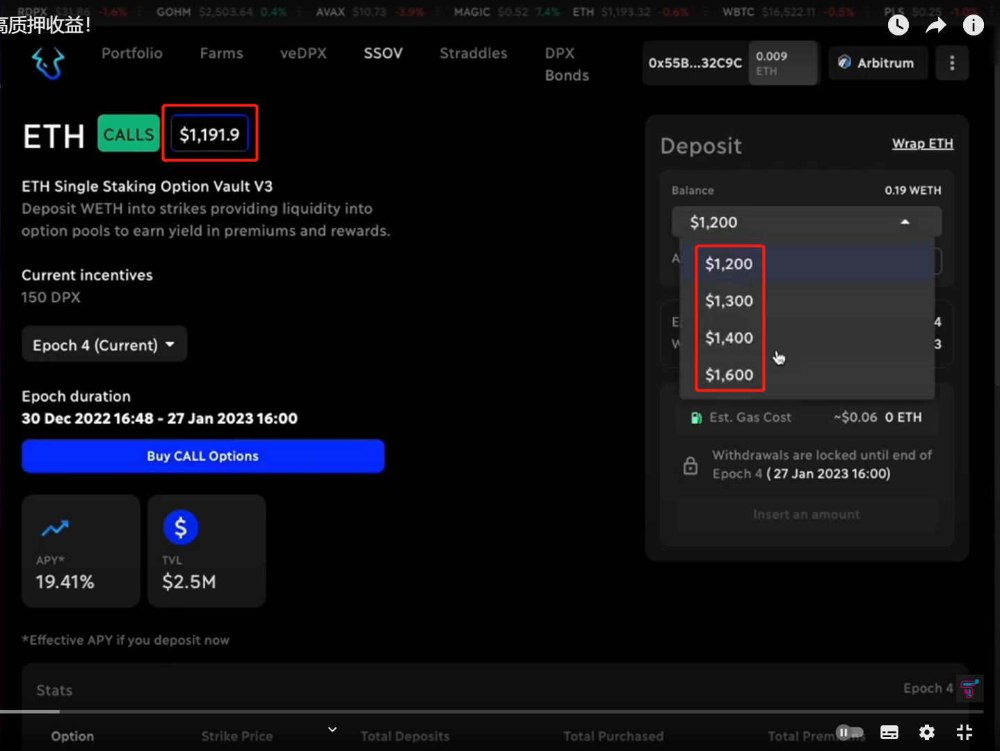 RDPX $31.86 -1.6% GOHM $2,503.64 0.4% AVAX $10.73 -3.9% MAGIC $0.52 7.4% ETH $1,193.32 -0.6% WBTC $16,522.11 -0.5% PLS $0.25 -1.0%
高质押收益！
Portfolio Farms veDPX SSOV Straddles DPX Bonds
0x55B...32C9C 0.009 ETH Arbitrum
ETH CALLS $1,191.9
ETH Single Staking Option Vault V3
Deposit WETH into strikes providing liquidity into
option pools to earn yield in premiums and rewards.
Current incentives
150 DPX
Epoch 4 (Current)
Epoch duration
30 Dec 2022 16:48 - 27 Jan 2023 16:00
Buy CALL Options
APY*
19.41%
TVL
$2.5M
*Effective APY if you deposit now
Deposit Wrap ETH
Balance 0.19 WETH
$1,200
$1,200
$1,300
$1,400
$1,600
4
3
Est. Gas Cost ~$0.06 0 ETH
Withdrawals are locked until end of
Epoch 4 ( 27 Jan 2023 16:00)
Insert an amount
Stats Epoch 4
Option Strike Price Total Deposits Total Purchased Total Premiums